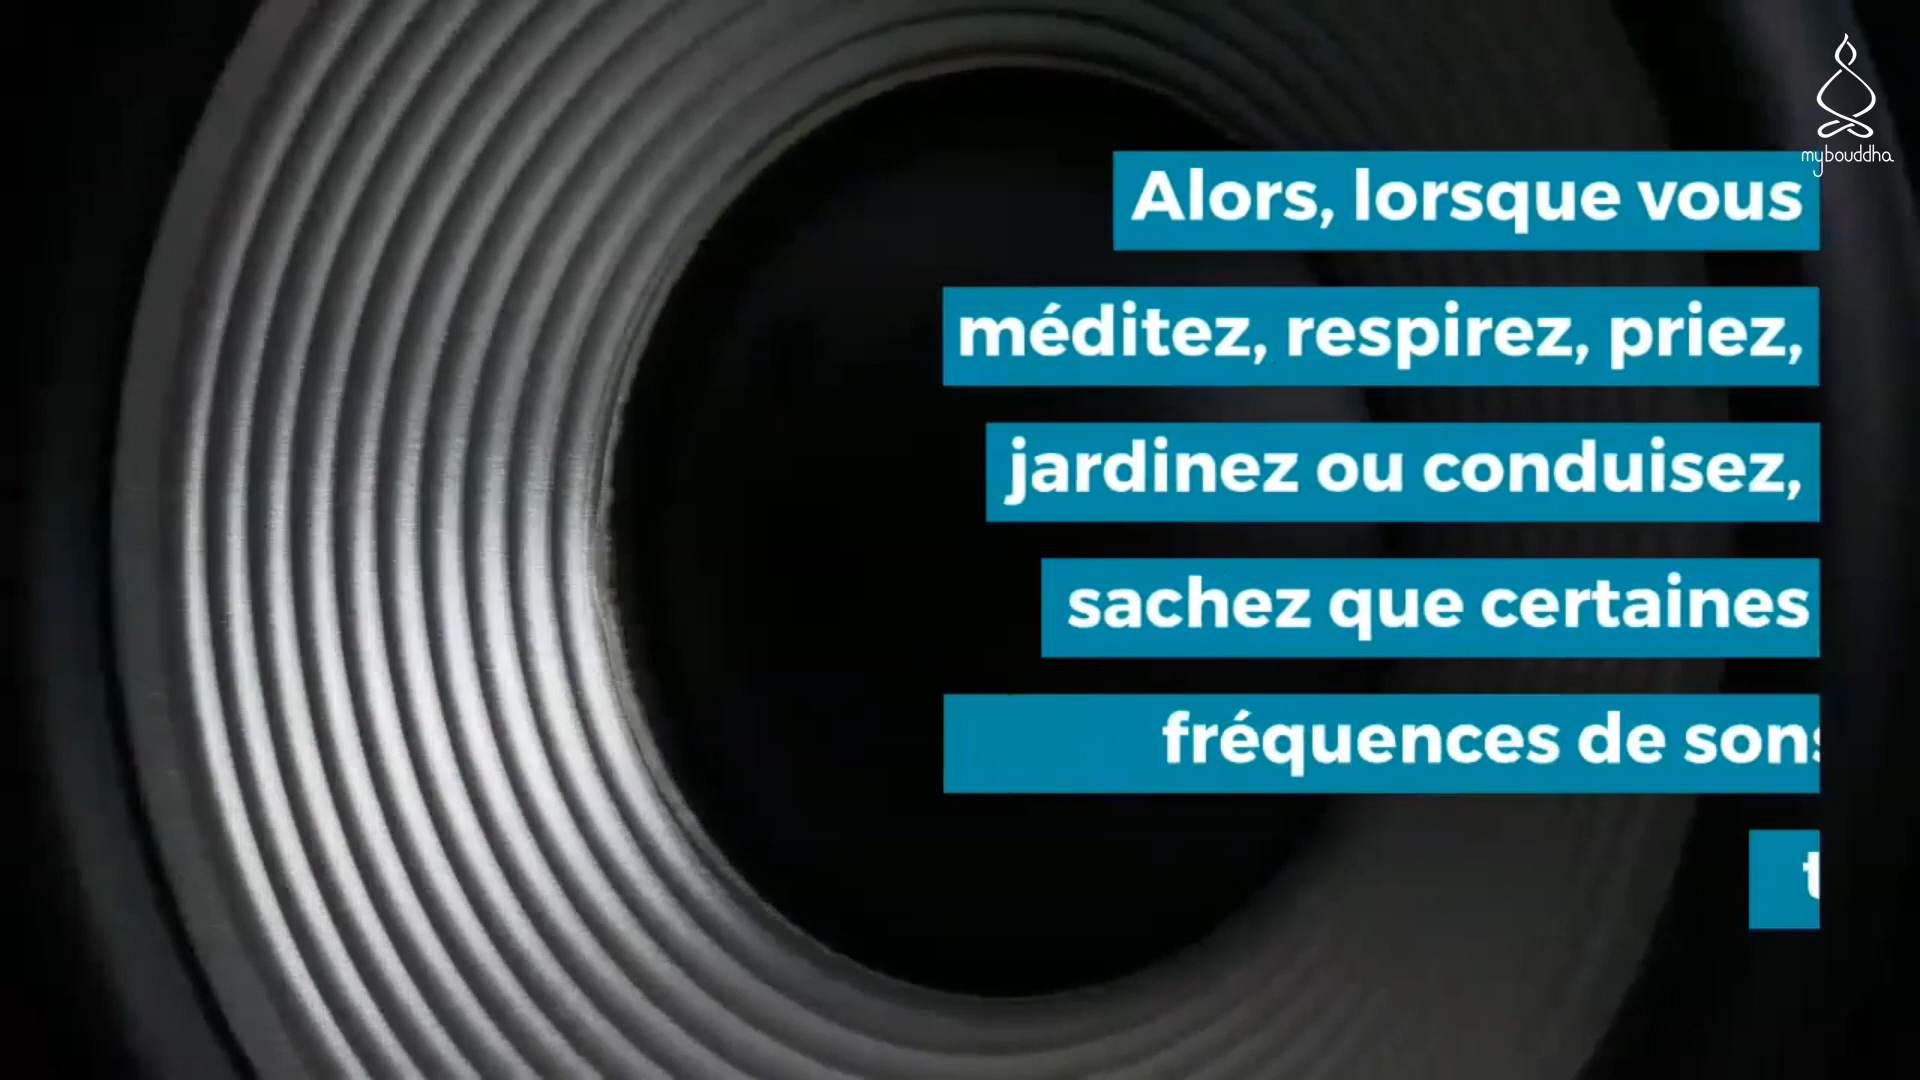 mybouddha
Alors, lorsque vous
méditez, respirez, priez,
jardinez ou conduisez,
sachez que certaines
fréquences de sons